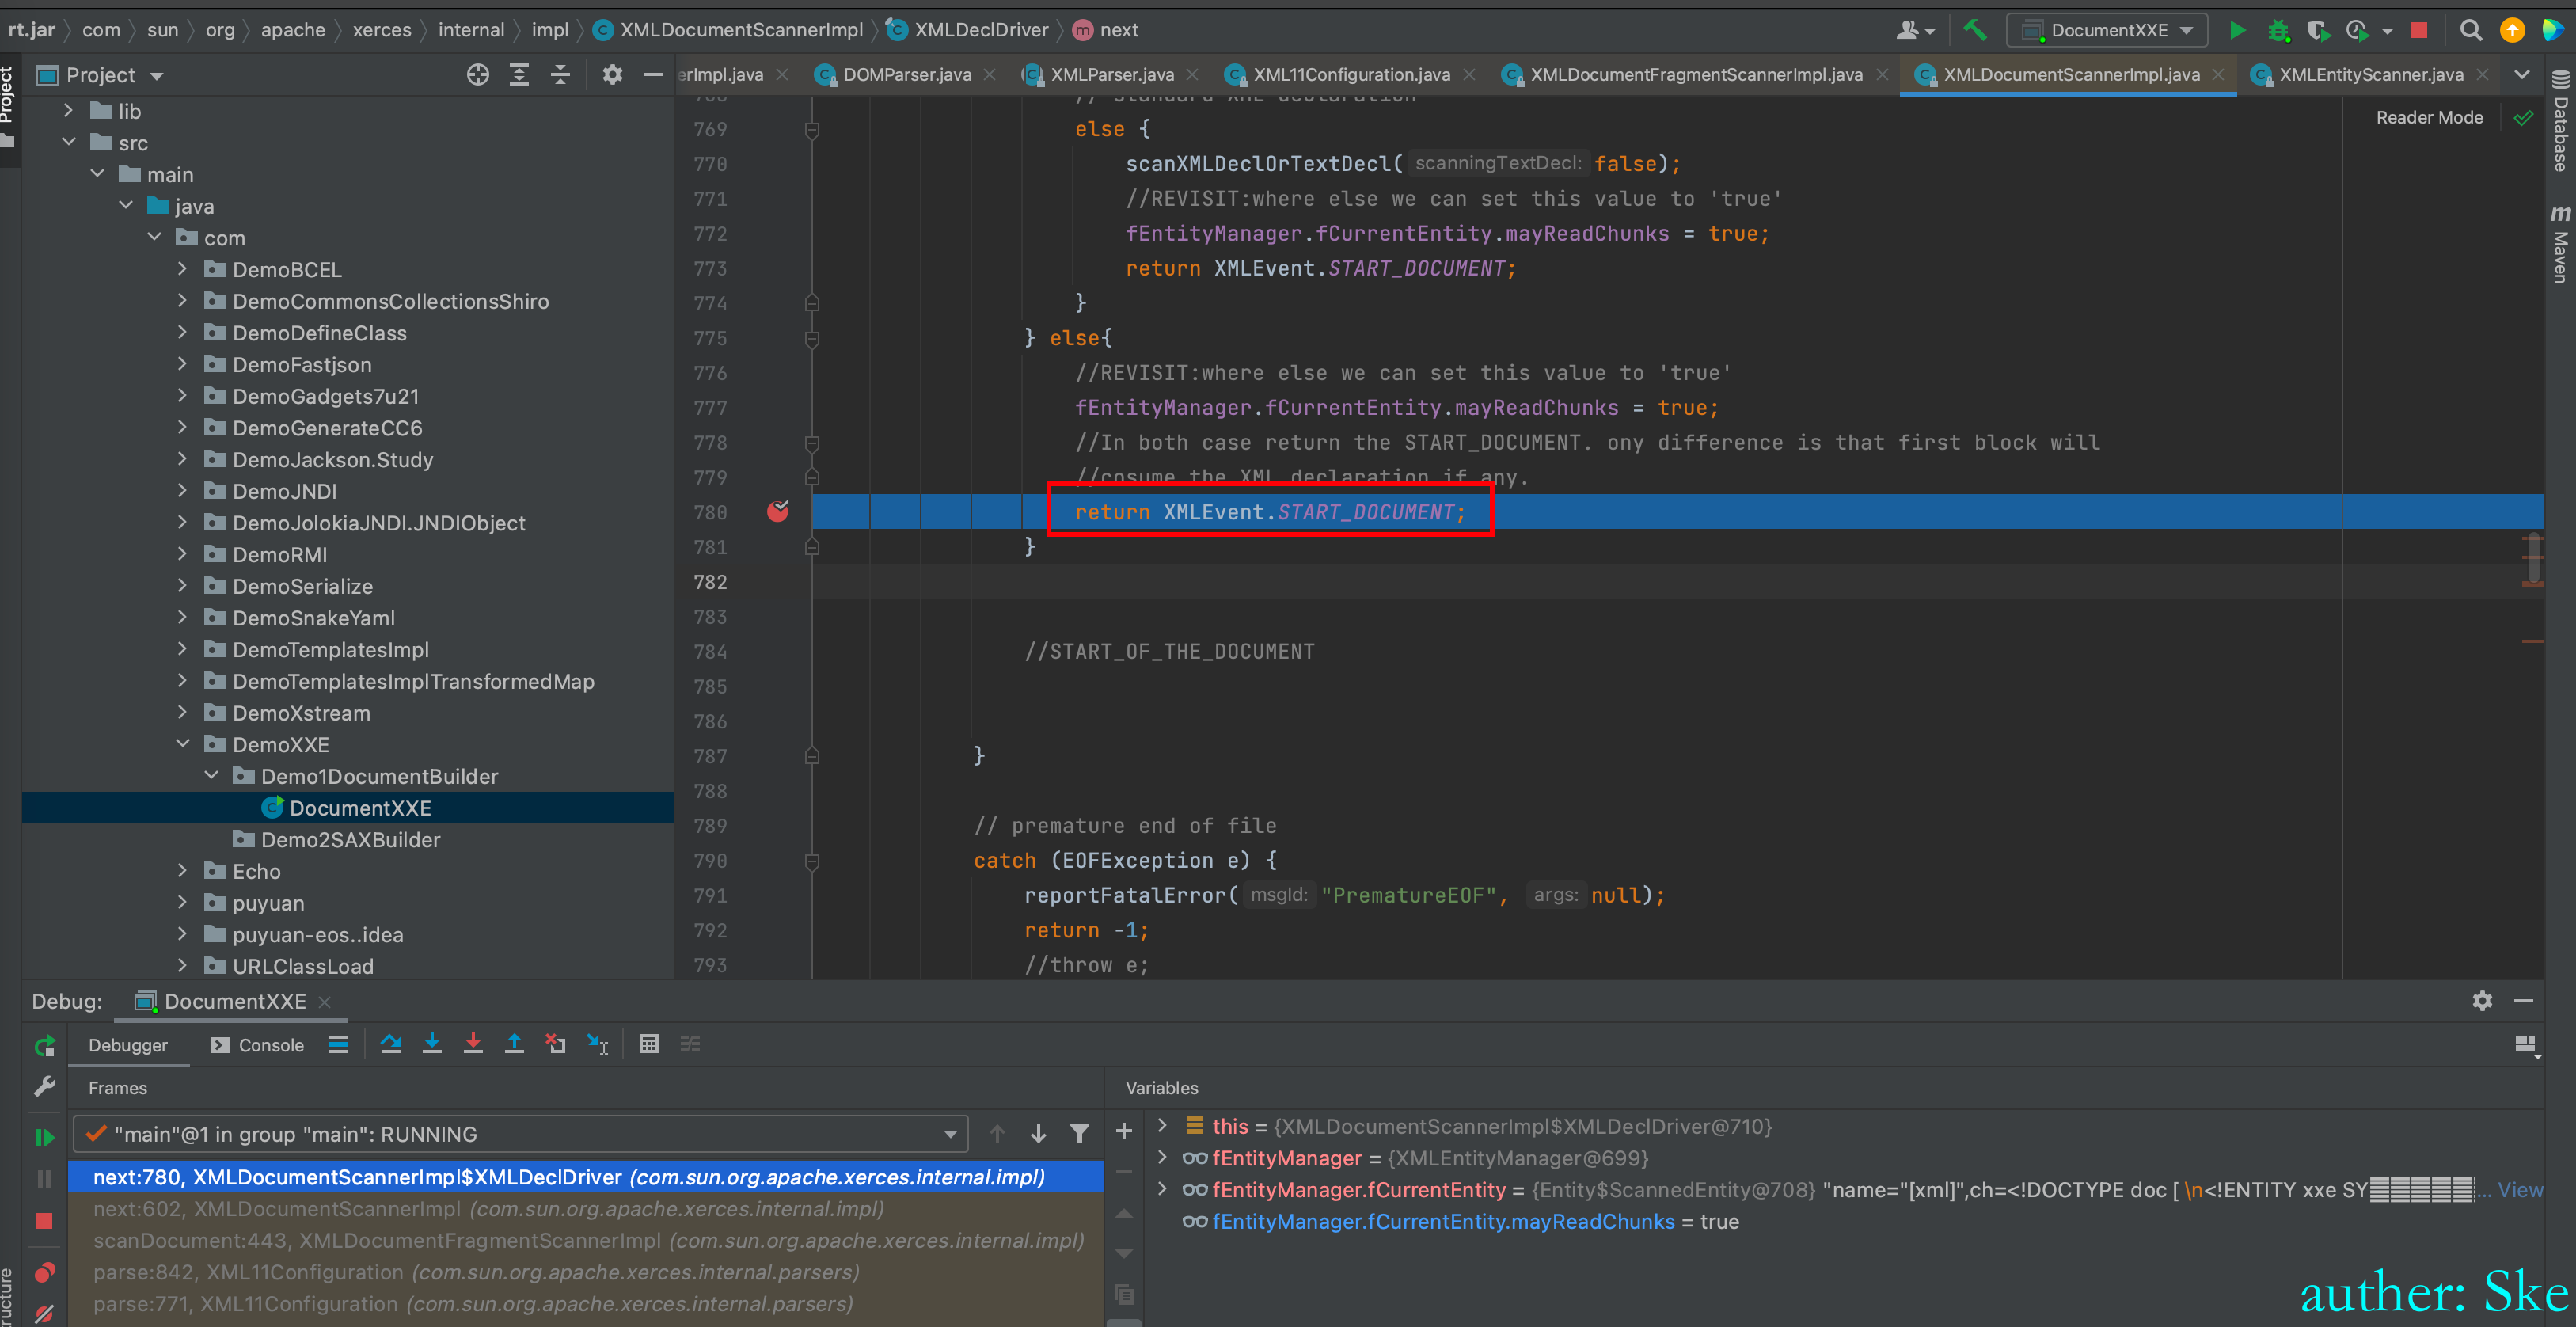 rt.jar com sun org apache xerces internal impl XMLDocumentScannerImpl XMLDeclDriver next DocumentXXE
Project
erImpl.java DOMParser.java XMLParser.java XML11Configuration.java XMLDocumentFragmentScannerImpl.java XMLDocumentScannerImpl.java XMLEntityScanner.java
Project
Database
Maven
Reader Mode
lib
src
main
java
com
DemoBCEL
DemoCommonsCollectionsShiro
DemoDefineClass
DemoFastjson
DemoGadgets7u21
DemoGenerateCC6
DemoJackson.Study
DemoJNDI
DemoJolokiaJNDI.JNDIObject
DemoRMI
DemoSerialize
DemoSnakeYaml
DemoTemplatesImpl
DemoTemplatesImplTransformedMap
DemoXstream
DemoXXE
Demo1DocumentBuilder
DocumentXXE
Demo2SAXBuilder
Echo
puyuan
puyuan-eos..idea
URLClassLoad
// standard XML declaration
769 else {
770 scanXMLDeclOrTextDecl( scanningTextDecl: false);
771 //REVISIT:where else we can set this value to 'true'
772 fEntityManager.fCurrentEntity.mayReadChunks = true;
773 return XMLEvent.START_DOCUMENT;
774 }
775 } else{
776 //REVISIT:where else we can set this value to 'true'
777 fEntityManager.fCurrentEntity.mayReadChunks = true;
778 //In both case return the START_DOCUMENT. ony difference is that first block will
779 //cosume the XML declaration if any.
780 return XMLEvent.START_DOCUMENT;
781 }
782
783
784 //START_OF_THE_DOCUMENT
785
786
787 }
788
789 // premature end of file
790 catch (EOFException e) {
791 reportFatalError( msgId: "PrematureEOF", args: null);
792 return -1;
793 //throw e;
Debug: DocumentXXE
Debugger Console
Frames
"main"@1 in group "main": RUNNING
next:780, XMLDocumentScannerImpl$XMLDeclDriver (com.sun.org.apache.xerces.internal.impl)
next:602, XMLDocumentScannerImpl (com.sun.org.apache.xerces.internal.impl)
scanDocument:443, XMLDocumentFragmentScannerImpl (com.sun.org.apache.xerces.internal.impl)
parse:842, XML11Configuration (com.sun.org.apache.xerces.internal.parsers)
parse:771, XML11Configuration (com.sun.org.apache.xerces.internal.parsers)
Variables
this = {XMLDocumentScannerImpl$XMLDeclDriver@710}
fEntityManager = {XMLEntityManager@699}
fEntityManager.fCurrentEntity = {Entity$ScannedEntity@708} "name="[xml]",ch=<!DOCTYPE doc [ \n<!ENTITY xxe SY ... View
fEntityManager.fCurrentEntity.mayReadChunks = true
auther: Ske